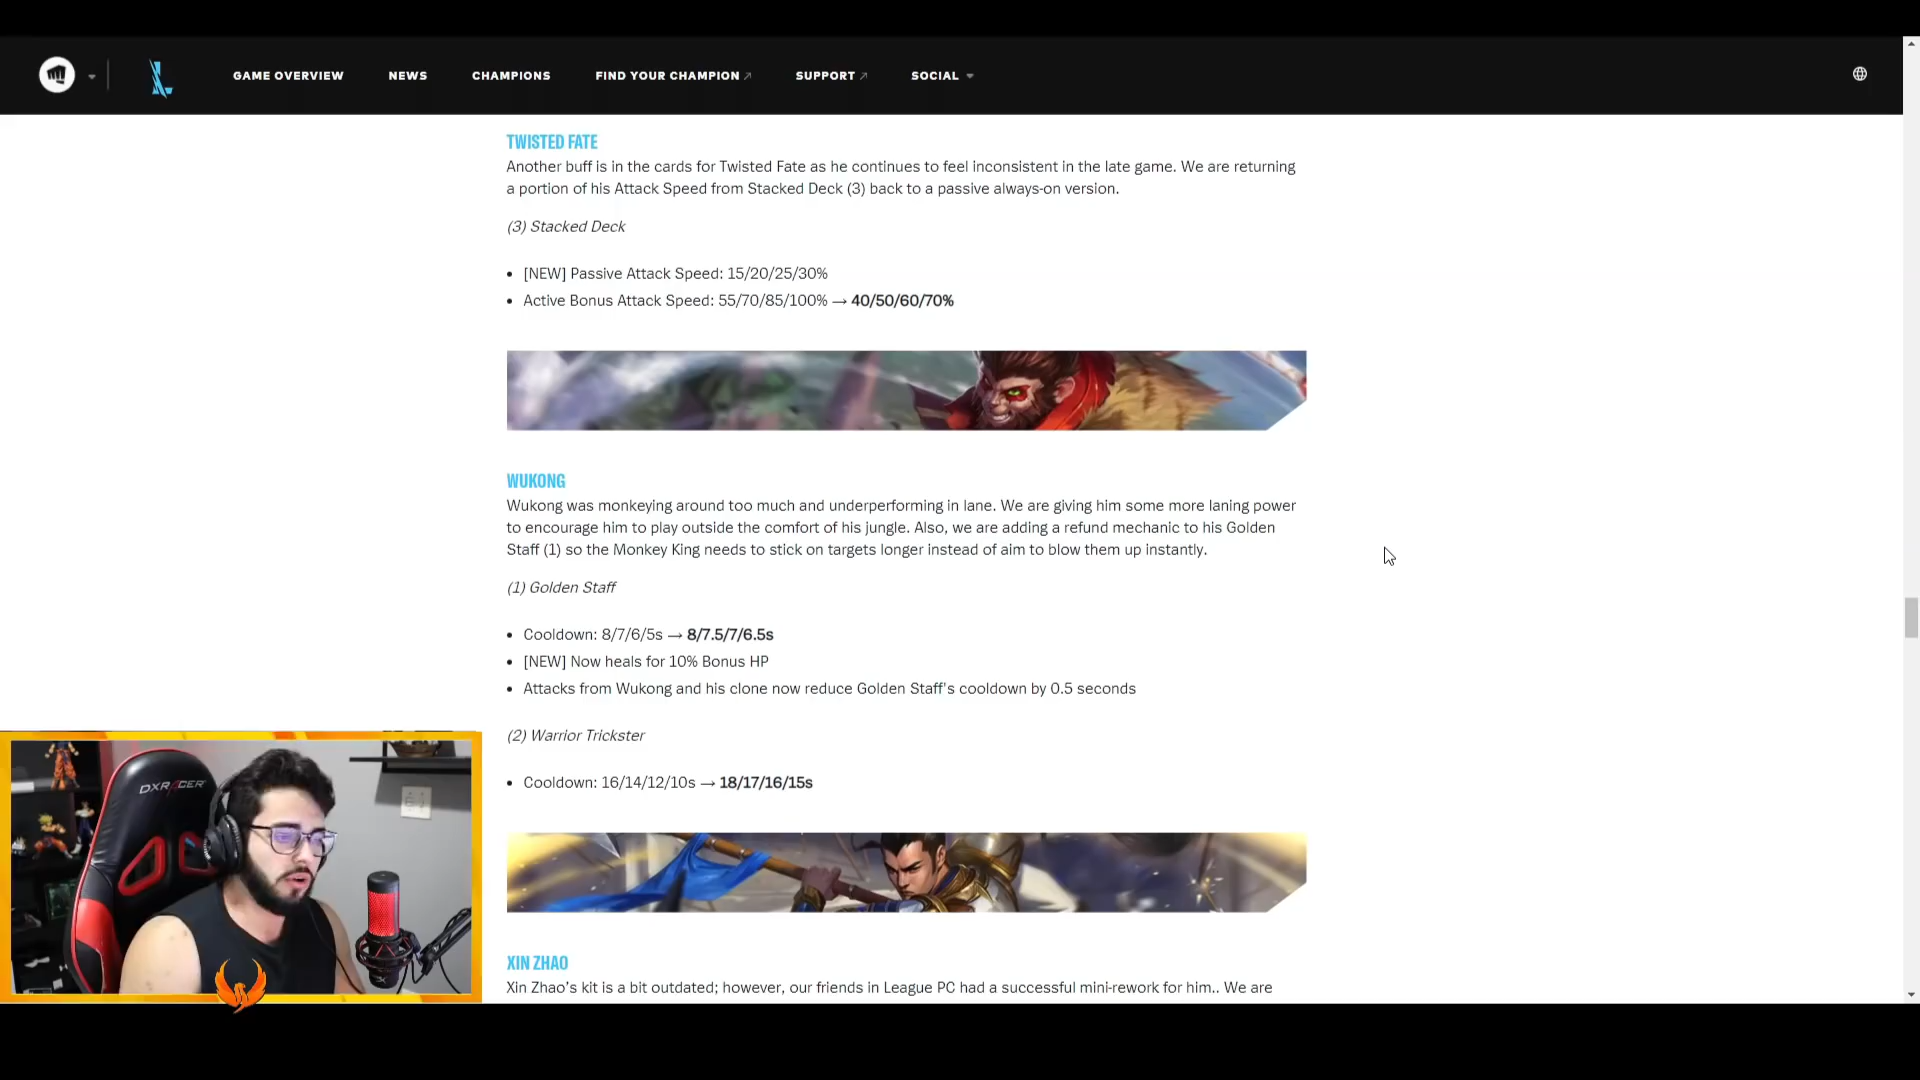 GAME OVERVIEW NEWS CHAMPIONS FIND YOUR CHAMPION SUPPORT SOCIAL
TWISTED FATE
Another buff is in the cards for Twisted Fate as he continues to feel inconsistent in the late game. We are returning
a portion of his Attack Speed from Stacked Deck (3) back to a passive always-on version.
(3) Stacked Deck
• [NEW] Passive Attack Speed: 15/20/25/30%
• Active Bonus Attack Speed: 55/70/85/100% → 40/50/60/70%
WUKONG
Wukong was monkeying around too much and underperforming in lane. We are giving him some more laning power
to encourage him to play outside the comfort of his jungle. Also, we are adding a refund mechanic to his Golden
Staff (1) so the Monkey King needs to stick on targets longer instead of aim to blow them up instantly.
(1) Golden Staff
• Cooldown: 8/7/6/5s → 8/7.5/7/6.5s
• [NEW] Now heals for 10% Bonus HP
• Attacks from Wukong and his clone now reduce Golden Staff's cooldown by 0.5 seconds
(2) Warrior Trickster
• Cooldown: 16/14/12/10s → 18/17/16/15s
DXRACER
XIN ZHAO
Xin Zhao's kit is a bit outdated; however, our friends in League PC had a successful mini-rework for him.. We are